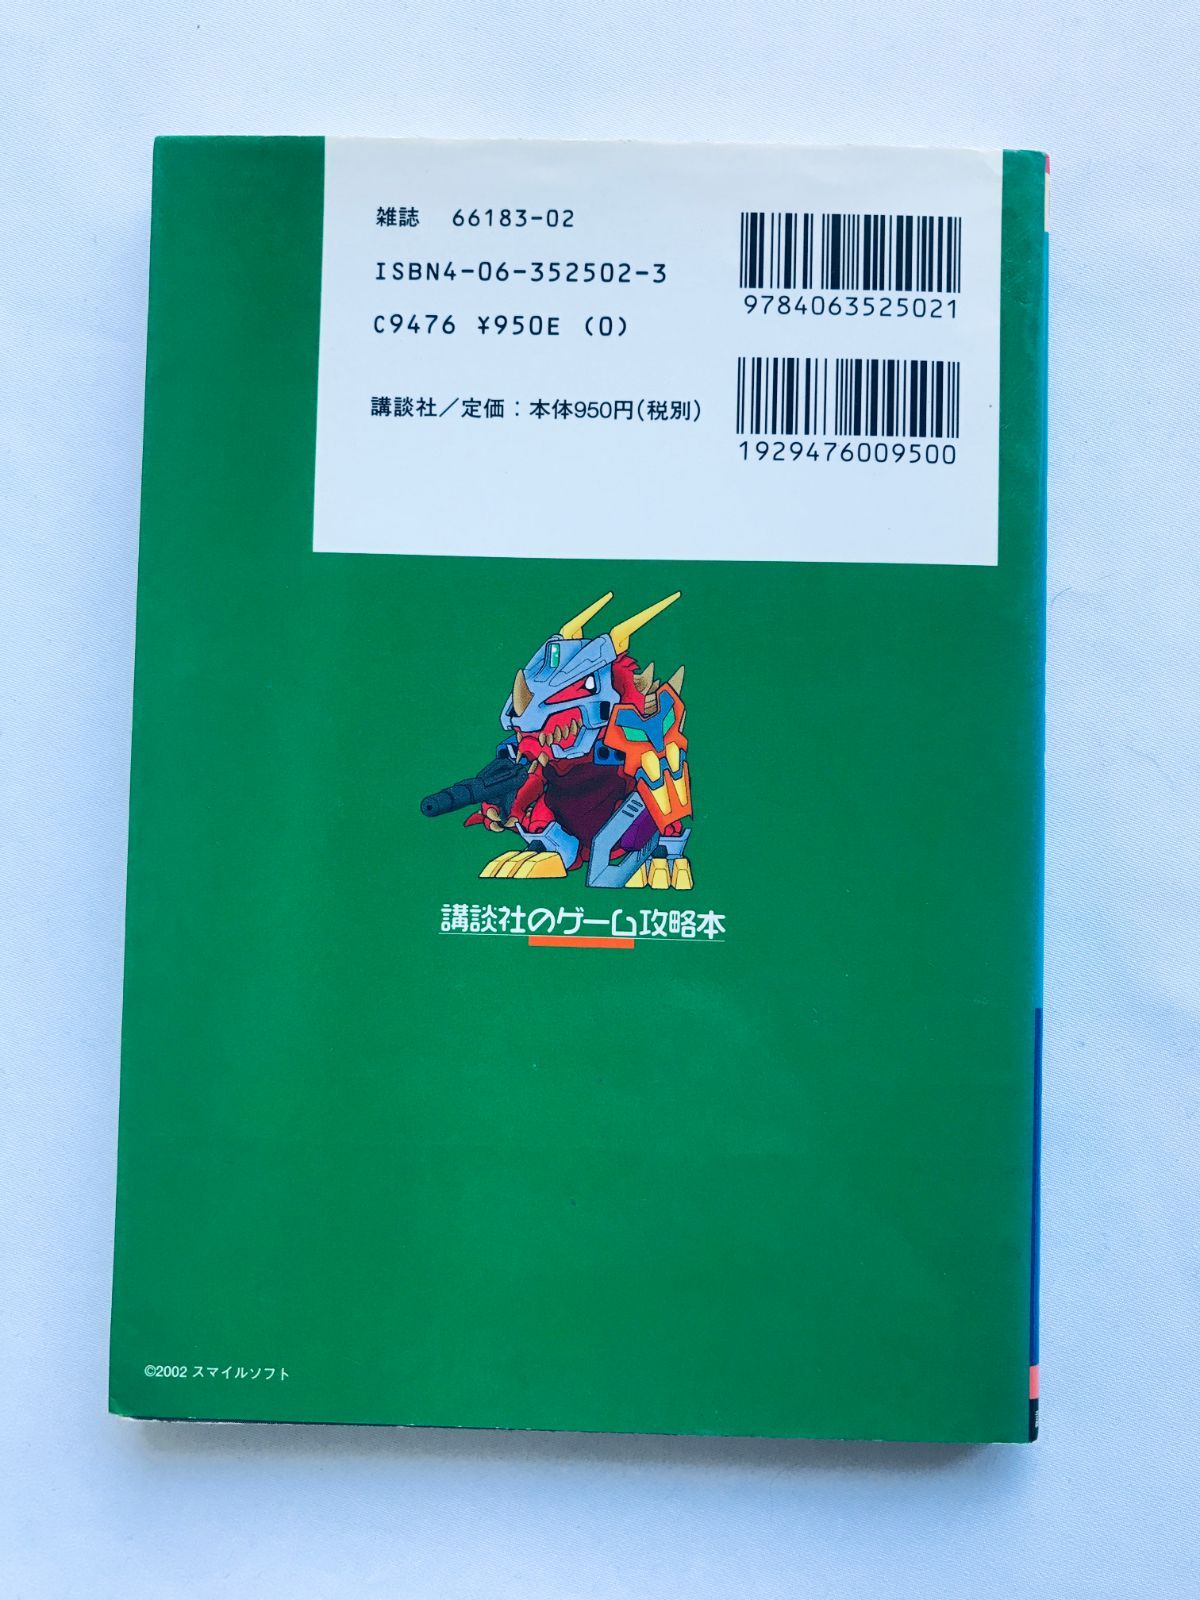 雑誌 66183-02
ISBN4-06-352502-3
C9476 ¥950E (0)
講談社／定価：本体950円(税別)
9784063525021
1929476009500
講談社のゲーム攻略本
©2002 スマイルソフト